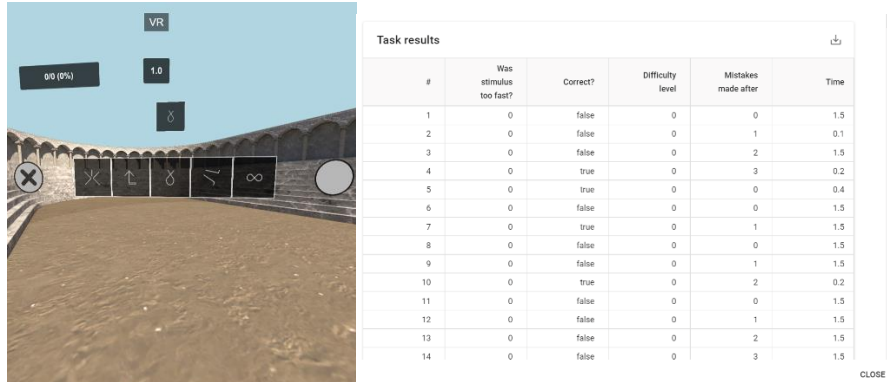 VR
0/0 (0%)
1.0
Task results
# Was stimulus too fast? Correct? Difficulty level Mistakes made after Time
1 0 false 0 0 1.5
2 0 false 0 1 0.1
3 0 false 0 2 1.5
4 0 true 0 3 0.2
5 0 true 0 0 0.4
6 0 false 0 0 1.5
7 0 true 0 1 1.5
8 0 false 0 0 1.5
9 0 false 0 1 1.5
10 0 true 0 2 0.2
11 0 false 0 0 1.5
12 0 false 0 1 1.5
13 0 false 0 2 1.5
14 0 false 0 3 1.5
CLOSE